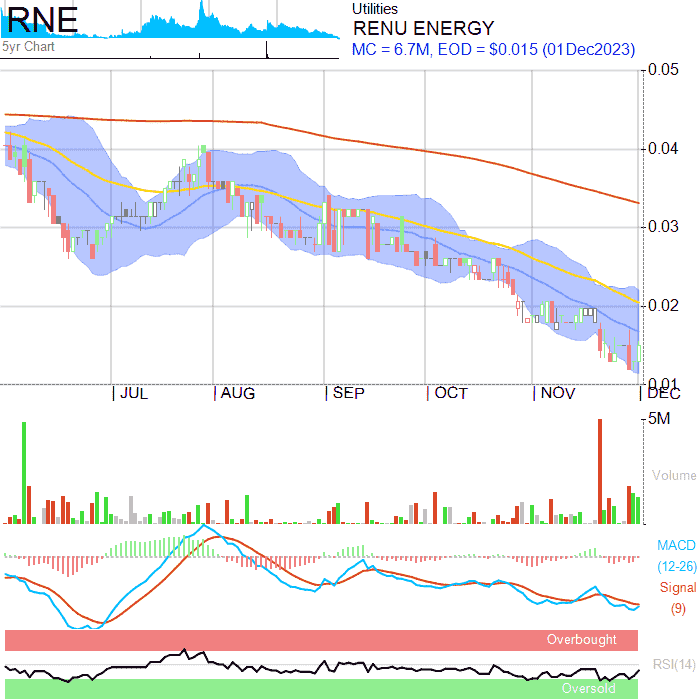 RNE
5yr Chart
Utilities
RENU ENERGY
MC = 6.7M, EOD = $0.015 (01Dec2023)
0.05
0.04
0.03
0.02
0.01
JUL
AUG
SEP
OCT
NOV
DEC
5M
Volume
MACD
(12-26)
Signal
(9)
Overbought
RSI(14)
Oversold